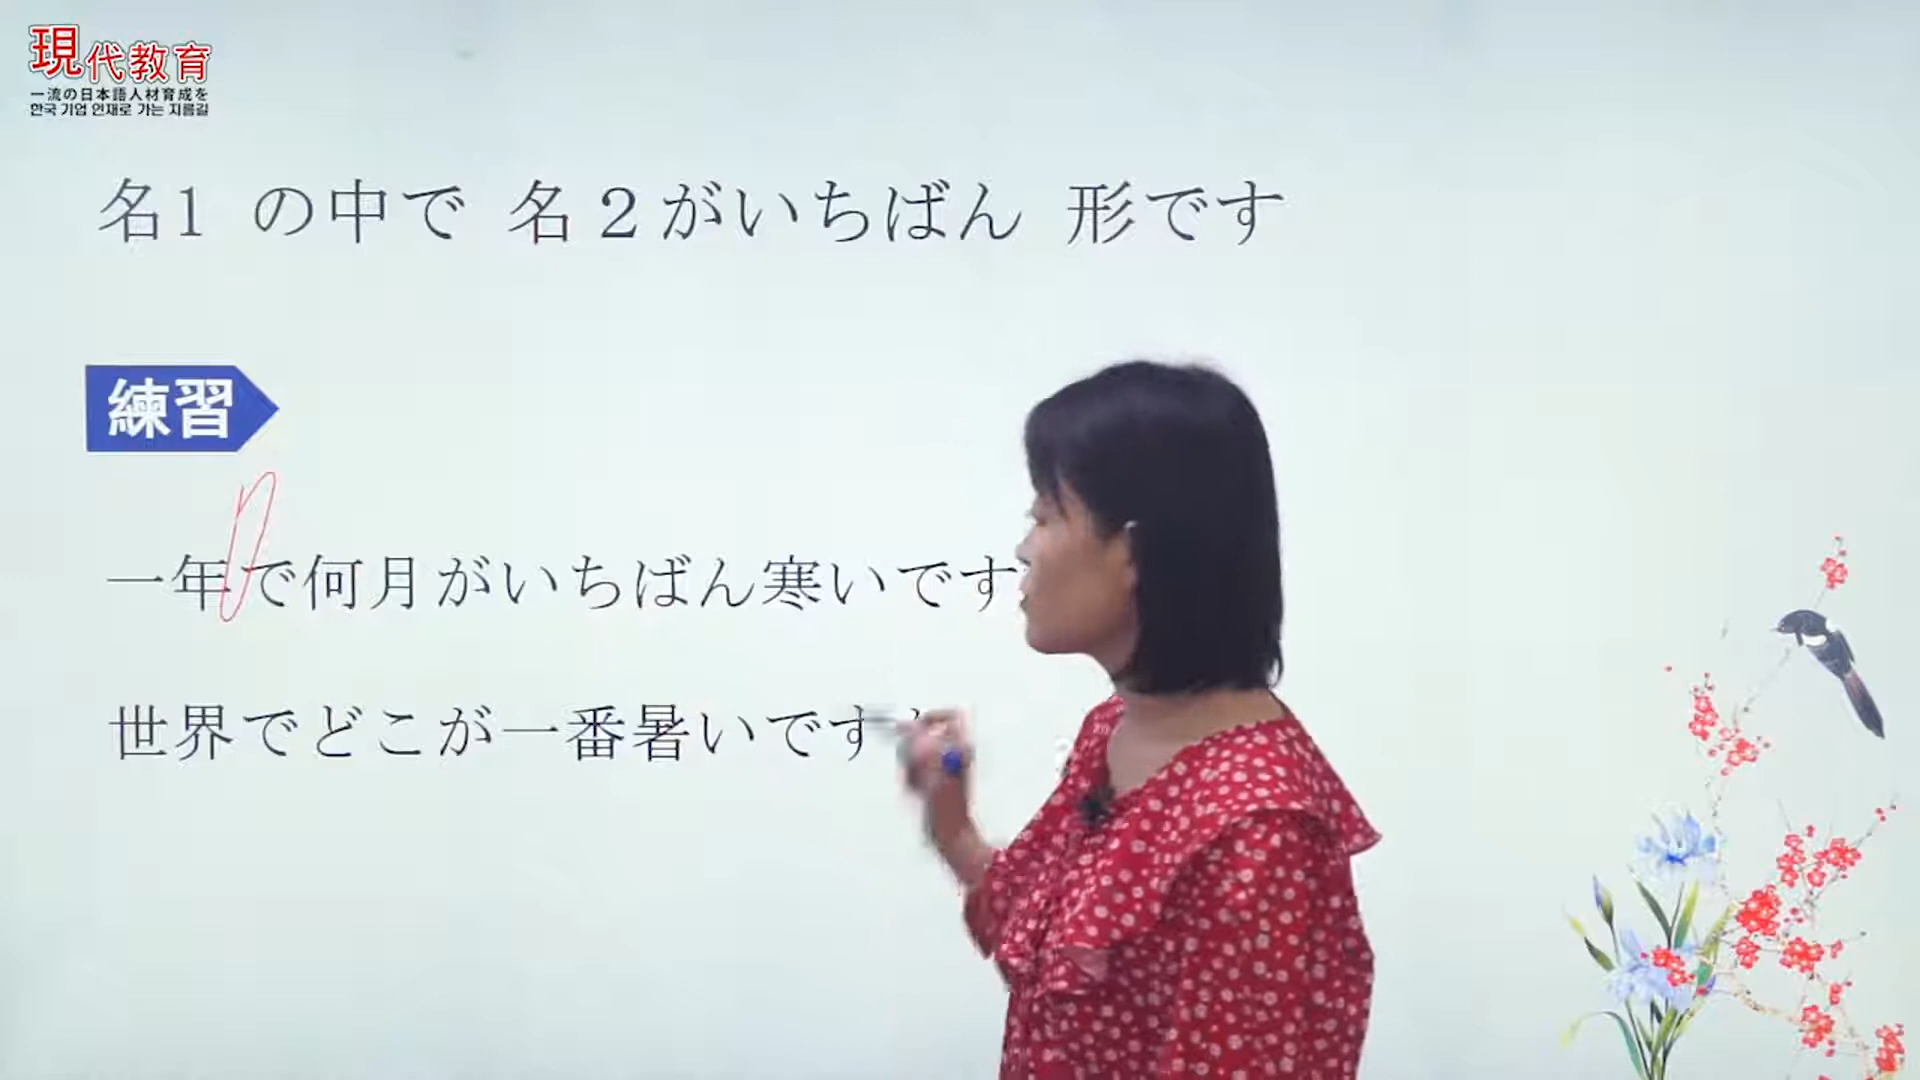 現代教育
一流の日本語人材育成を
한국 기업 인재로 가는 지름길
名1 の中で 名２がいちばん 形です
練習
一年で何月がいちばん寒いです
世界でどこが一番暑いです